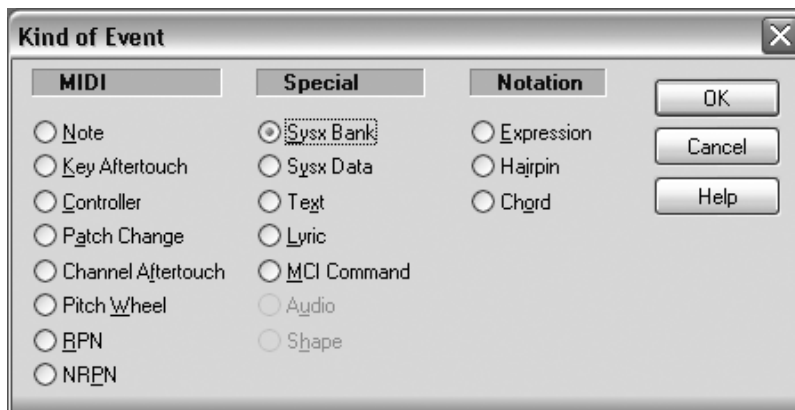 Kind of Event
MIDI
Note
Key Aftertouch
Controller
Patch Change
Channel Aftertouch
Pitch Wheel
RPN
NRPN
Special
Sysx Bank
Sysx Data
Text
Lyric
MCI Command
Audio
Shape
Notation
Expression
Hairpin
Chord
OK
Cancel
Help